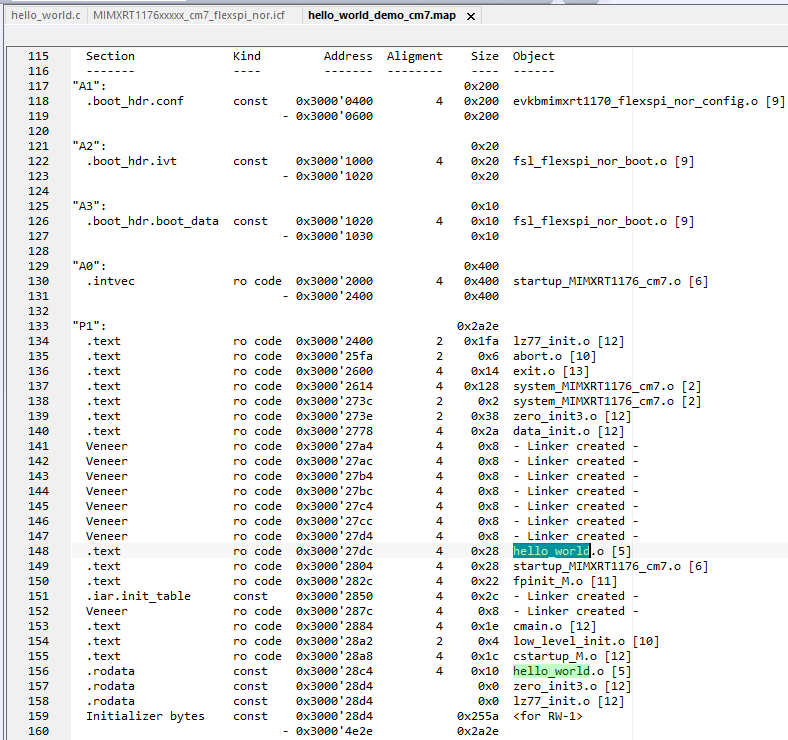 hello_world.c MIMXRT1176xxxxx_cm7_flexspi_nor.icf hello_world_demo_cm7.map ×
115 Section Kind Address Aligment Size Object
116 ------- ---- ------- -------- ---- ------
117 "A1": 0x200
118 .boot_hdr.conf const 0x3000'0400 4 0x200 evkbmimxrt1170_flexspi_nor_config.o [9]
119 - 0x3000'0600 0x200
120
121 "A2": 0x20
122 .boot_hdr.ivt const 0x3000'1000 4 0x20 fsl_flexspi_nor_boot.o [9]
123 - 0x3000'1020 0x20
124
125 "A3": 0x10
126 .boot_hdr.boot_data const 0x3000'1020 4 0x10 fsl_flexspi_nor_boot.o [9]
127 - 0x3000'1030 0x10
128
129 "A0": 0x400
130 .intvec ro code 0x3000'2000 4 0x400 startup_MIMXRT1176_cm7.o [6]
131 - 0x3000'2400 0x400
132
133 "P1": 0x2a2e
134 .text ro code 0x3000'2400 2 0x1fa lz77_init.o [12]
135 .text ro code 0x3000'25fa 2 0x6 abort.o [10]
136 .text ro code 0x3000'2600 4 0x14 exit.o [13]
137 .text ro code 0x3000'2614 4 0x128 system_MIMXRT1176_cm7.o [2]
138 .text ro code 0x3000'273c 2 0x2 system_MIMXRT1176_cm7.o [2]
139 .text ro code 0x3000'273e 2 0x38 zero_init3.o [12]
140 .text ro code 0x3000'2778 4 0x2a data_init.o [12]
141 Veneer ro code 0x3000'27a4 4 0x8 - Linker created -
142 Veneer ro code 0x3000'27ac 4 0x8 - Linker created -
143 Veneer ro code 0x3000'27b4 4 0x8 - Linker created -
144 Veneer ro code 0x3000'27bc 4 0x8 - Linker created -
145 Veneer ro code 0x3000'27c4 4 0x8 - Linker created -
146 Veneer ro code 0x3000'27cc 4 0x8 - Linker created -
147 Veneer ro code 0x3000'27d4 4 0x8 - Linker created -
148 .text ro code 0x3000'27dc 4 0x28 hello_world.o [5]
149 .text ro code 0x3000'2804 4 0x28 startup_MIMXRT1176_cm7.o [6]
150 .text ro code 0x3000'282c 4 0x22 fpinit_M.o [11]
151 .iar.init_table const 0x3000'2850 4 0x2c - Linker created -
152 Veneer ro code 0x3000'287c 4 0x8 - Linker created -
153 .text ro code 0x3000'2884 4 0x1e cmain.o [12]
154 .text ro code 0x3000'28a2 2 0x4 low_level_init.o [10]
155 .text ro code 0x3000'28a8 4 0x1c cstartup_M.o [12]
156 .rodata const 0x3000'28c4 4 0x10 hello_world.o [5]
157 .rodata const 0x3000'28d4 0x0 zero_init3.o [12]
158 .rodata const 0x3000'28d4 0x0 lz77_init.o [12]
159 Initializer bytes const 0x3000'28d4 0x255a <for RW-1>
160 - 0x3000'4e2e 0x2a2e